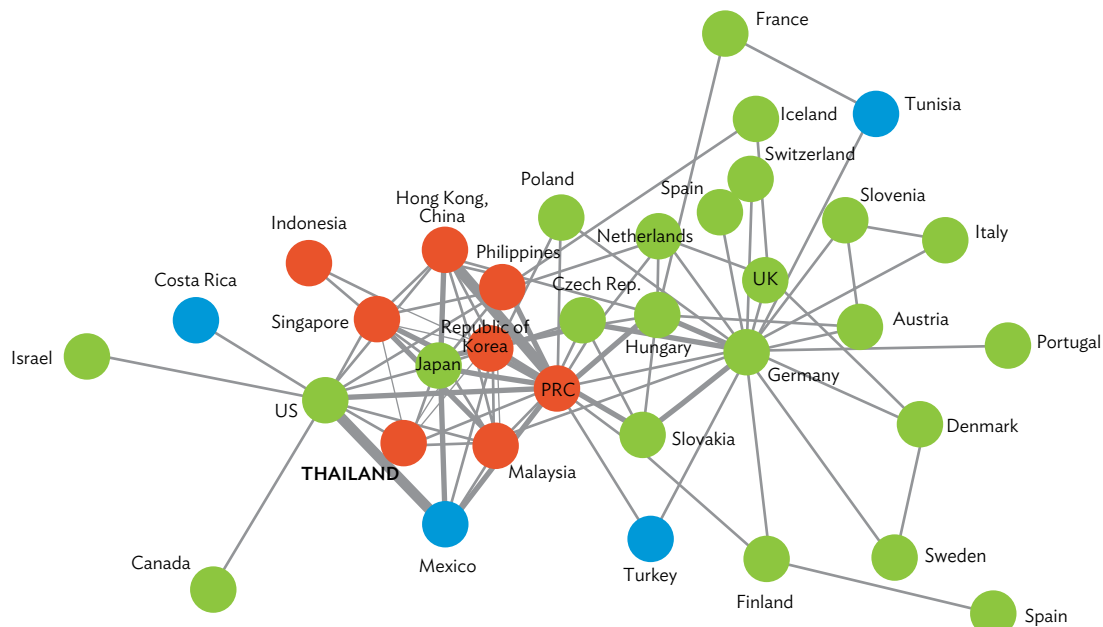 France
Tunisia
Iceland
Switzerland
Spain
Poland
Slovenia
Hong Kong,
China
Indonesia
Netherlands
Italy
Philippines
Costa Rica
Czech Rep.
UK
Singapore
Republic of
Korea
Austria
Israel
Japan
Hungary
Portugal
Germany
PRC
US
Denmark
Slovakia
THAILAND
Malaysia
Canada
Mexico
Turkey
Sweden
Finland
Spain